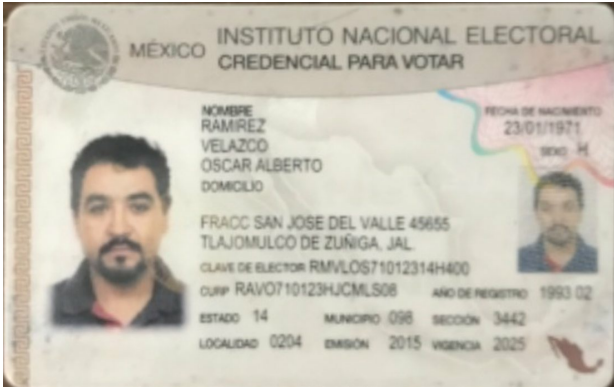 MÉXICO INSTITUTO NACIONAL ELECTORAL
CREDENCIAL PARA VOTAR
NOMBRE
RAMIREZ
VELAZCO
OSCAR ALBERTO
FECHA DE NACIMIENTO
23/01/1971
SEXO H
DOMICILIO
FRACC SAN JOSE DEL VALLE 45655
TLAJOMULCO DE ZUÑIGA, JAL.
CLAVE DE ELECTOR RMVLOS71012314H400
CURP RAVO710123HJCMLS08 AÑO DE REGISTRO 1993 02
ESTADO 14 MUNICIPIO 098 SECCIÓN 3442
LOCALIDAD 0204 EMISIÓN 2015 VIGENCIA 2025